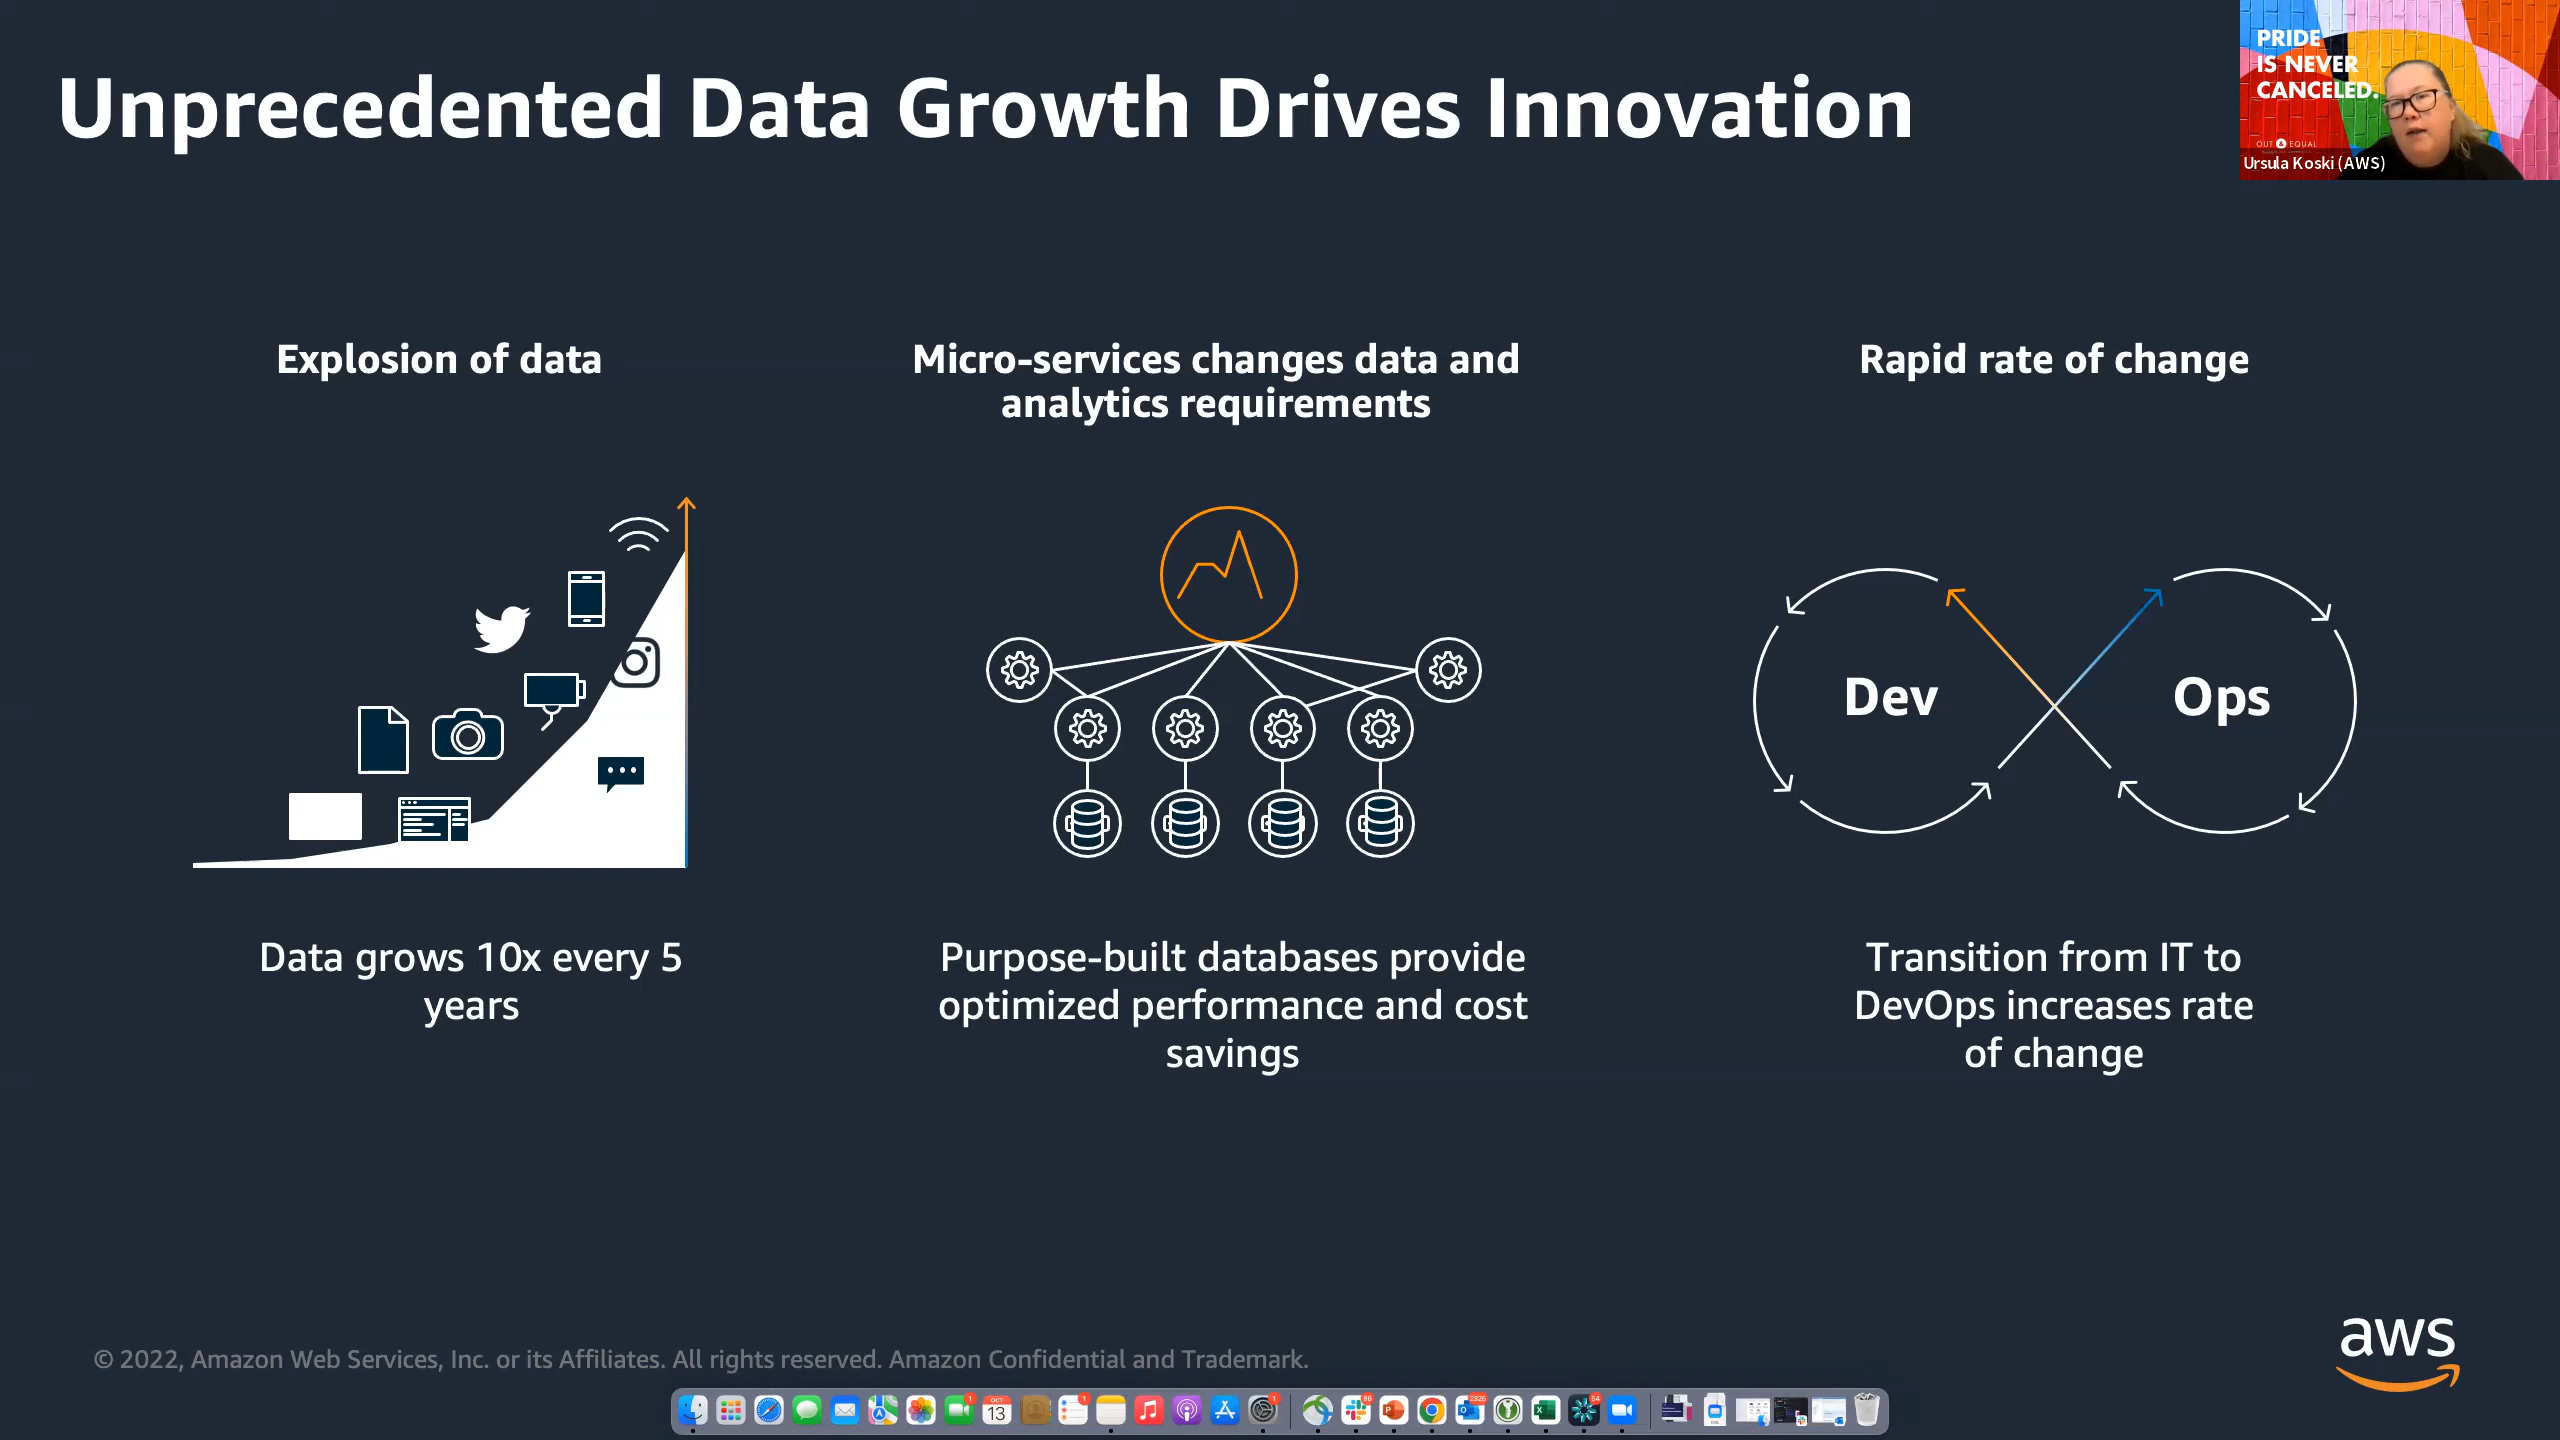 Unprecedented Data Growth Drives Innovation
PRIDE
IS NEVER
CANCELED.
OUT & EQUAL
Ursula Koski (AWS)
Explosion of data
Micro-services changes data and
analytics requirements
Rapid rate of change
Dev
Ops
Data grows 10x every 5
years
Purpose-built databases provide
optimized performance and cost
savings
Transition from IT to
DevOps increases rate
of change
© 2022, Amazon Web Services, Inc. or its Affiliates. All rights reserved. Amazon Confidential and Trademark.
aws
OCT
13